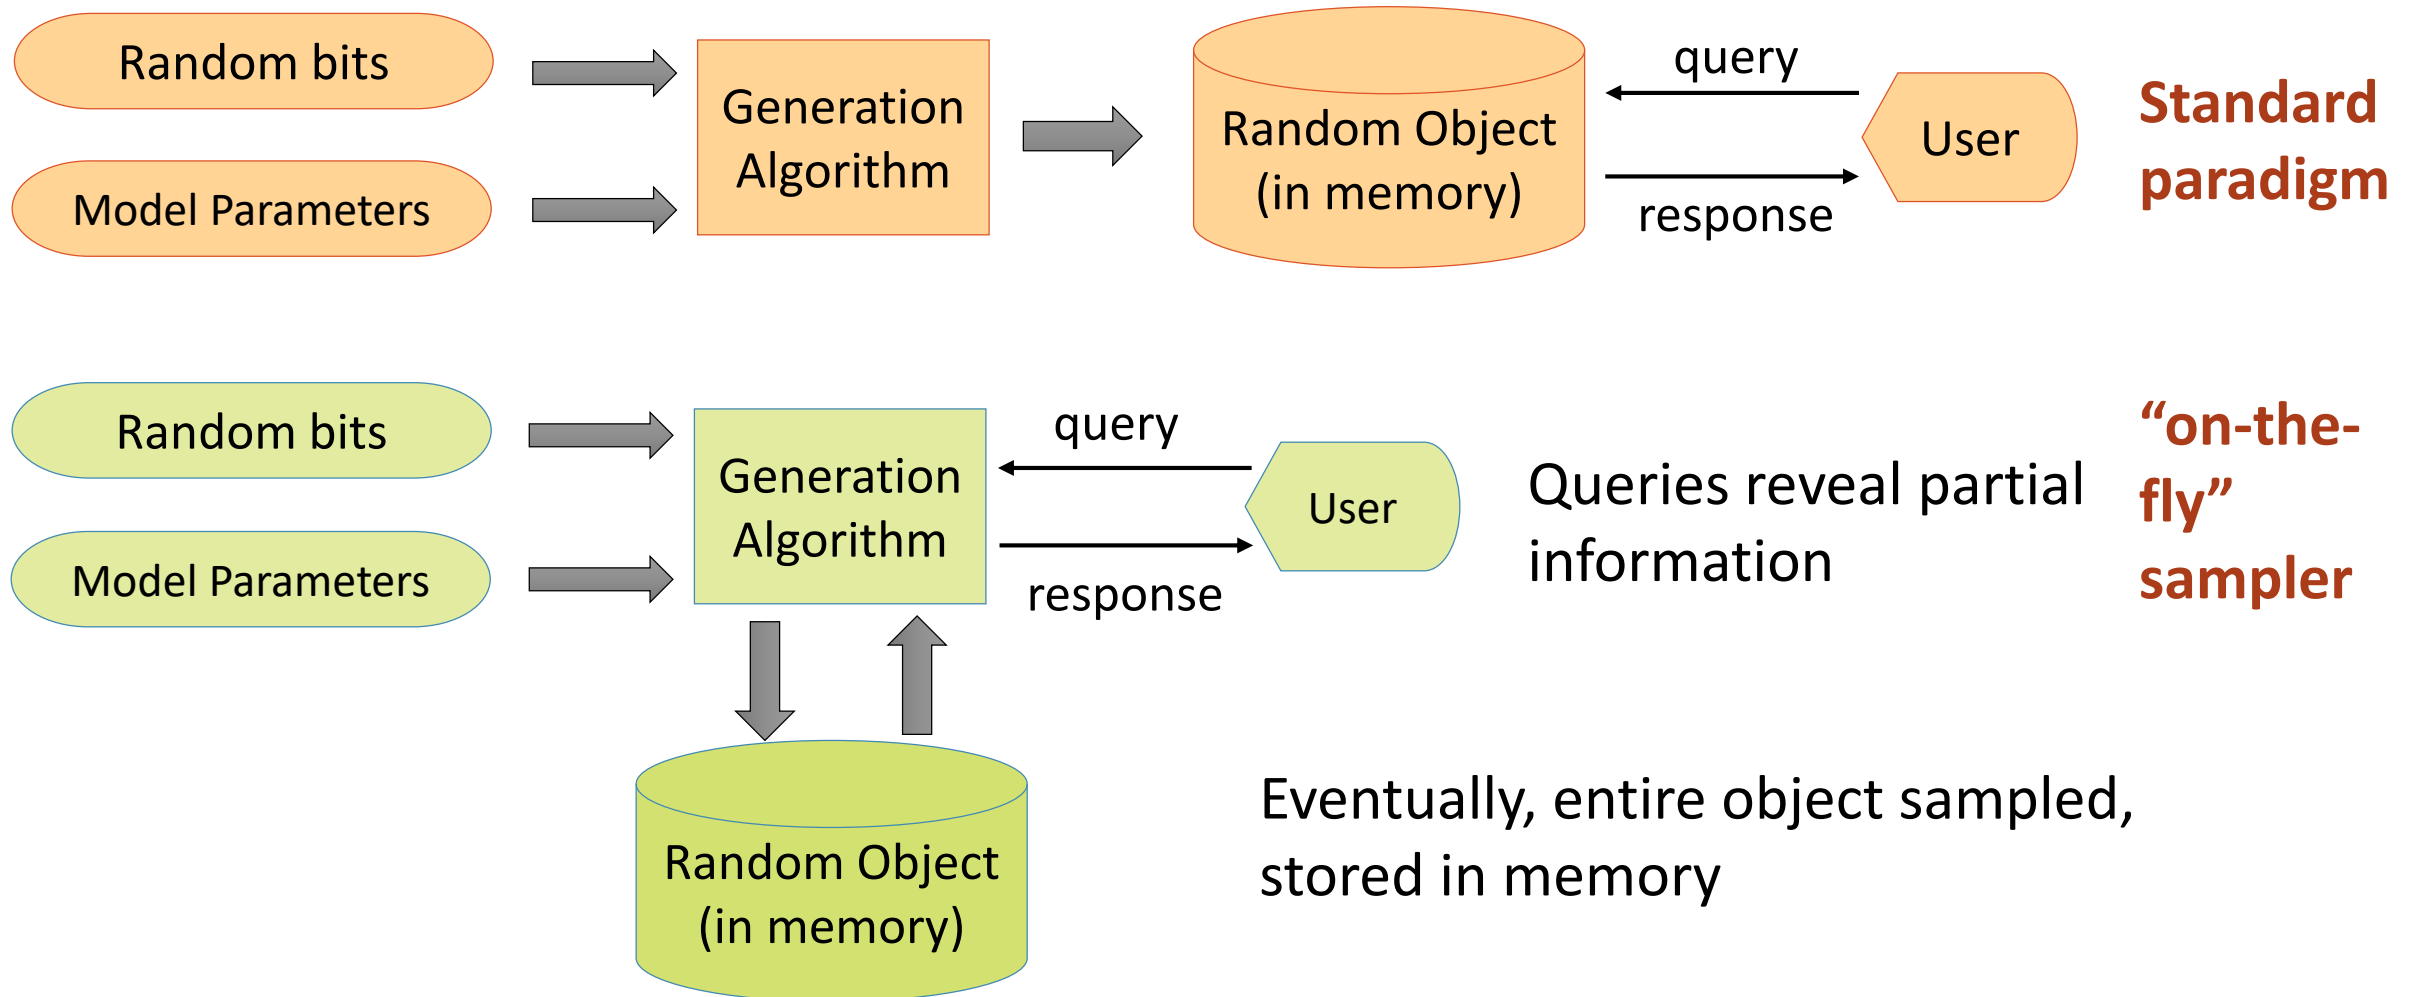 Random bits
Model Parameters
Generation
Algorithm
Random Object
(in memory)
query
response
User
Standard
paradigm
Random bits
Model Parameters
Generation
Algorithm
query
response
User
Queries reveal partial
information
“on-the-
fly”
sampler
Random Object
(in memory)
Eventually, entire object sampled,
stored in memory